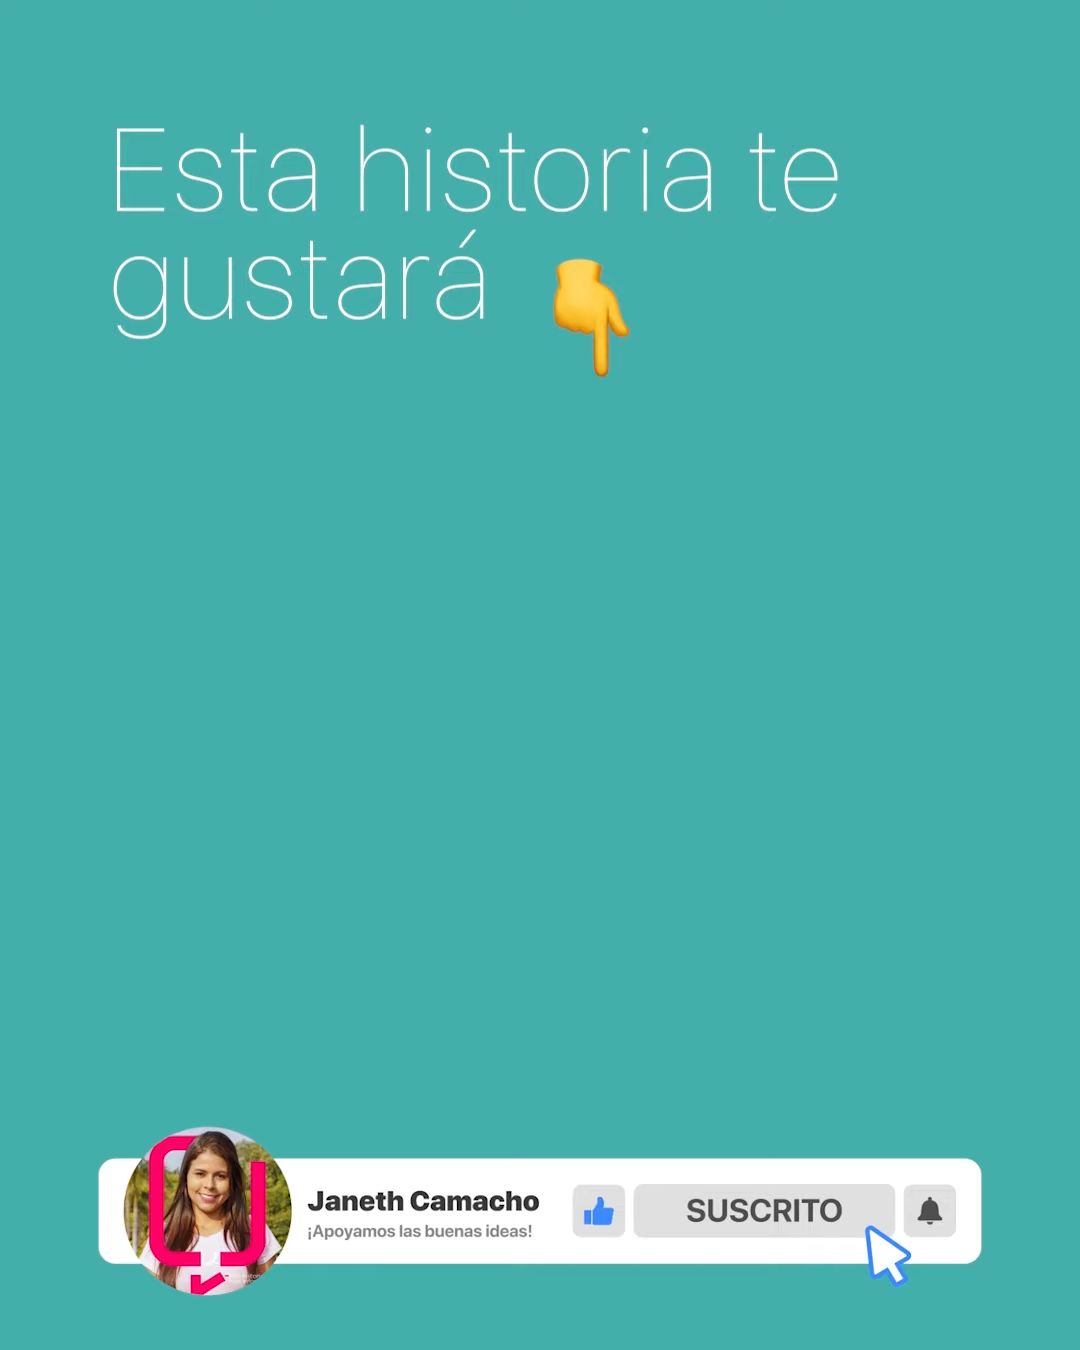 Esta historia te
gustará 👇
Janeth Camacho
¡Apoyamos las buenas ideas!
SUSCRITO